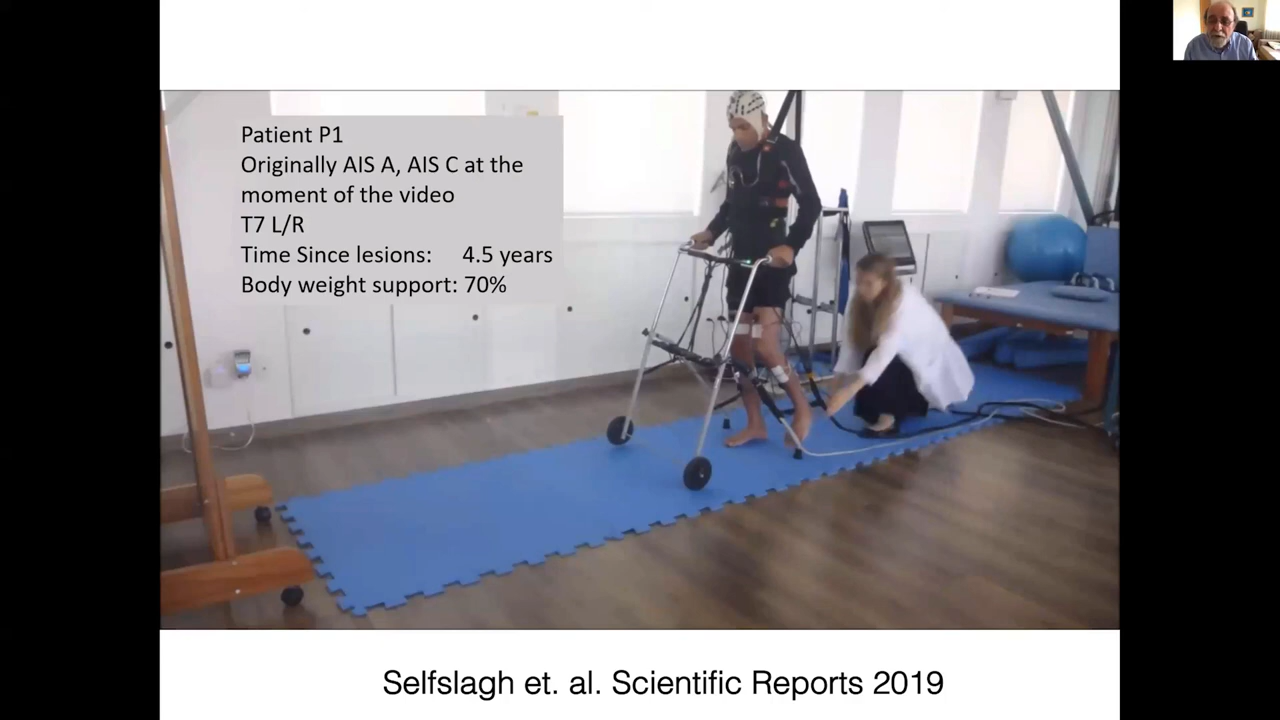 Patient P1
Originally AIS A, AIS C at the
moment of the video
T7 L/R
Time Since lesions: 4.5 years
Body weight support: 70%
Selfslagh et. al. Scientific Reports 2019